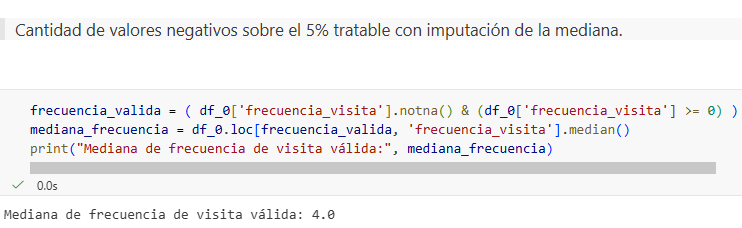 Cantidad de valores negativos sobre el 5% tratable con imputación de la mediana.
frecuencia_valida = ( df_0['frecuencia_visita'].notna() & (df_0['frecuencia_visita'] >= 0) )
mediana_frecuencia = df_0.loc[frecuencia_valida, 'frecuencia_visita'].median()
print("Mediana de frecuencia de visita válida:", mediana_frecuencia)
0.0s
Mediana de frecuencia de visita válida: 4.0